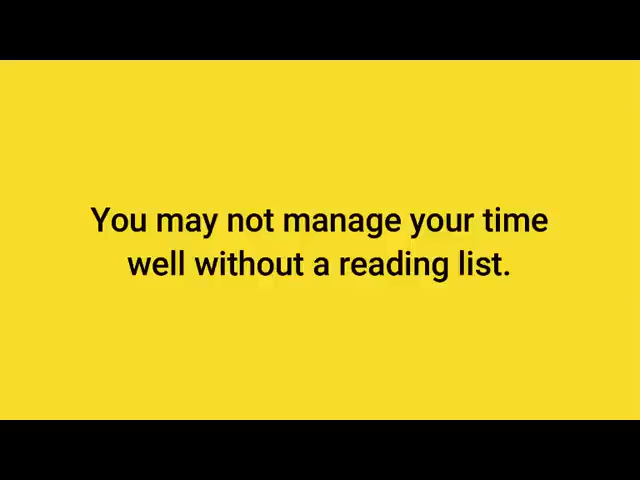 You may not manage your time
well without a reading list.